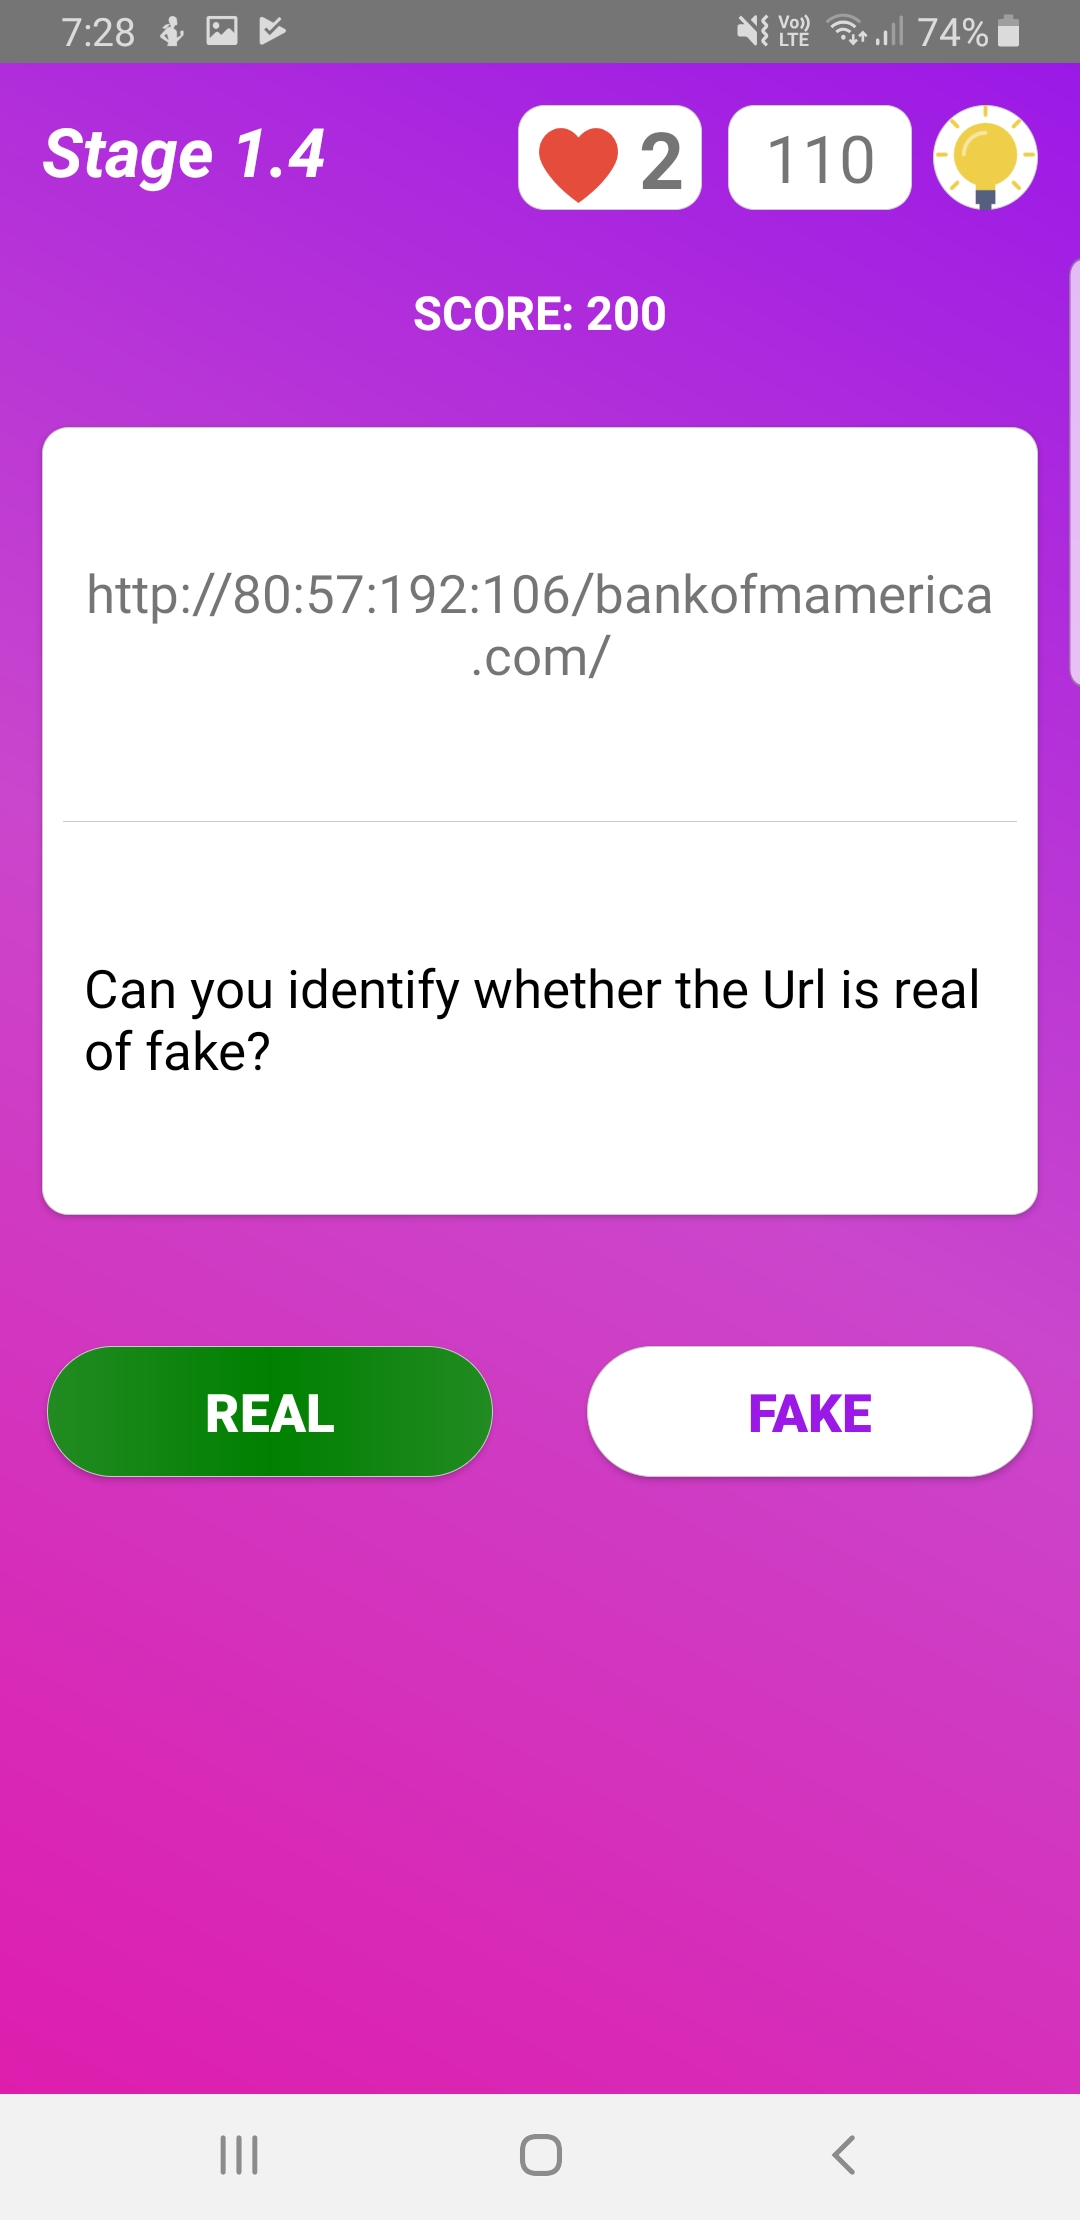 7:28
Vo)) LTE
74%
Stage 1.4
2
110
SCORE: 200
http://80:57:192:106/bankofmamerica
.com/
Can you identify whether the Url is real
of fake?
REAL
FAKE